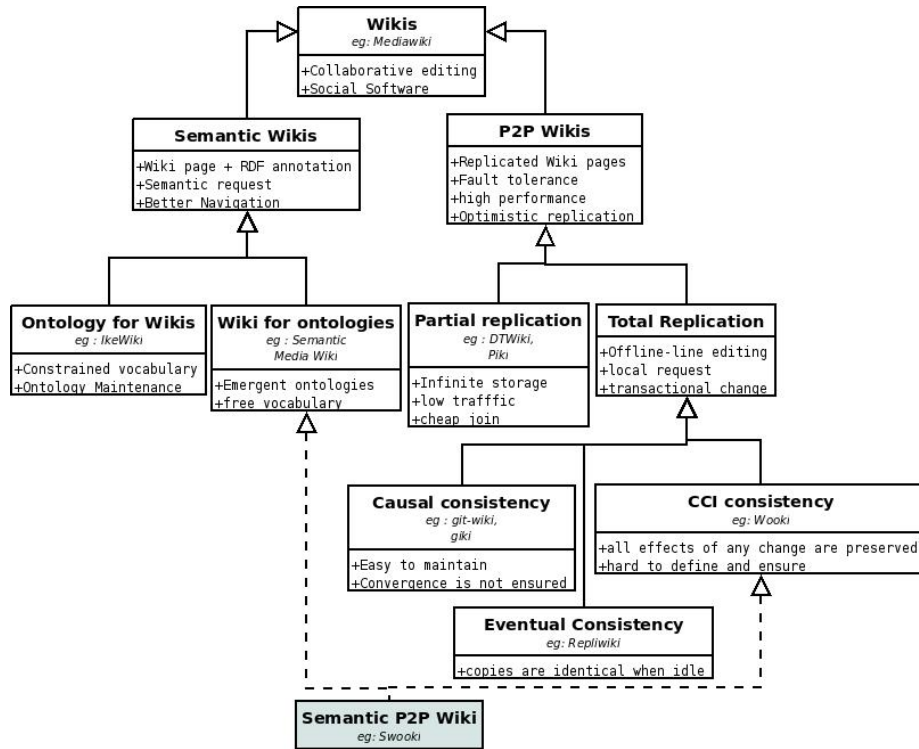 Wikis
eg: Mediawiki
+Collaborative editing
+Social Software
Semantic Wikis
+Wiki page + RDF annotation
+Semantic request
+Better Navigation
P2P Wikis
+Replicated Wiki pages
+Fault tolerance
+high performance
+Optimistic replication
Ontology for Wikis
eg : IkeWiki
+Constrained vocabulary
+Ontology Maintenance
Wiki for ontologies
eg : Semantic
Media Wiki
+Emergent ontologies
+free vocabulary
Partial replication
eg : DTWiki,
Piki
+Infinite storage
+low trafffic
+cheap join
Total Replication
+Offline-line editing
+local request
+transactional change
Causal consistency
eg : git-wiki,
giki
+Easy to maintain
+Convergence is not ensured
CCI consistency
eg: Wooki
+all effects of any change are preserved
+hard to define and ensure
Eventual Consistency
eg: Repliwiki
+copies are identical when idle
Semantic P2P Wiki
eg: Swooki